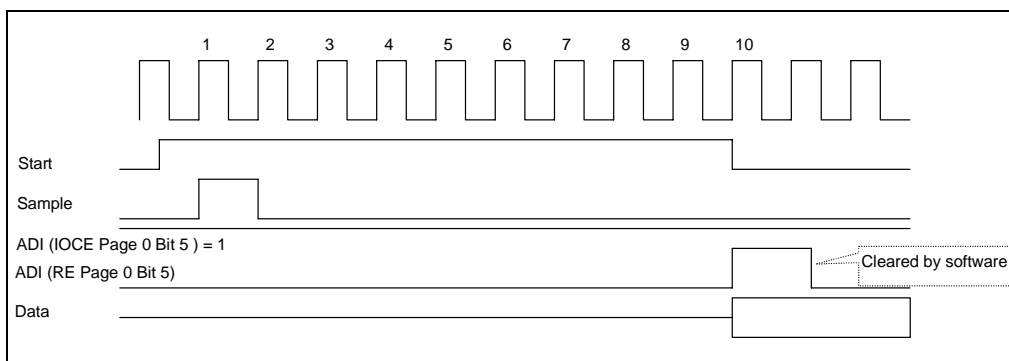 1 2 3 4 5 6 7 8 9 10
Start
Sample
ADI (IOCE Page 0 Bit 5 ) = 1
ADI (RE Page 0 Bit 5)
Cleared by software
Data